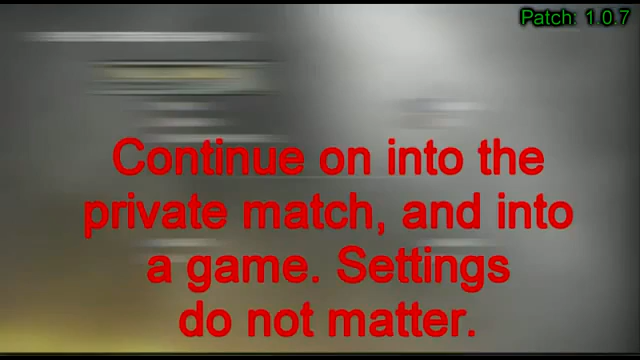 Patch: 1.0.7
Continue on into the
private match, and into
a game. Settings
do not matter.